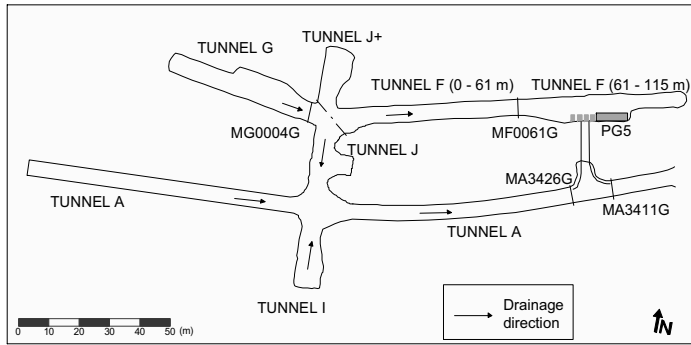 TUNNEL J+
TUNNEL G
TUNNEL F (0 - 61 m)
TUNNEL F (61 - 115 m)
MG0004G
MF0061G
PG5
TUNNEL J
MA3426G
TUNNEL A
MA3411G
TUNNEL A
TUNNEL I
Drainage
direction
0 10 20 30 40 50 (m)
N